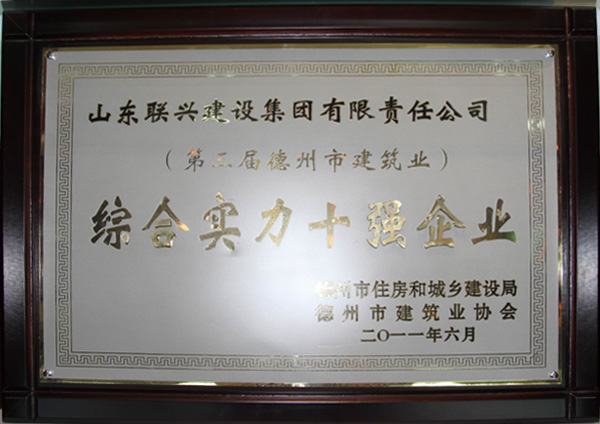 山东联兴建设集团有限责任公司
（第三届德州市建筑业）
综合实力十强企业
德州市住房和城乡建设局
德州市建筑业协会
二〇一一年六月